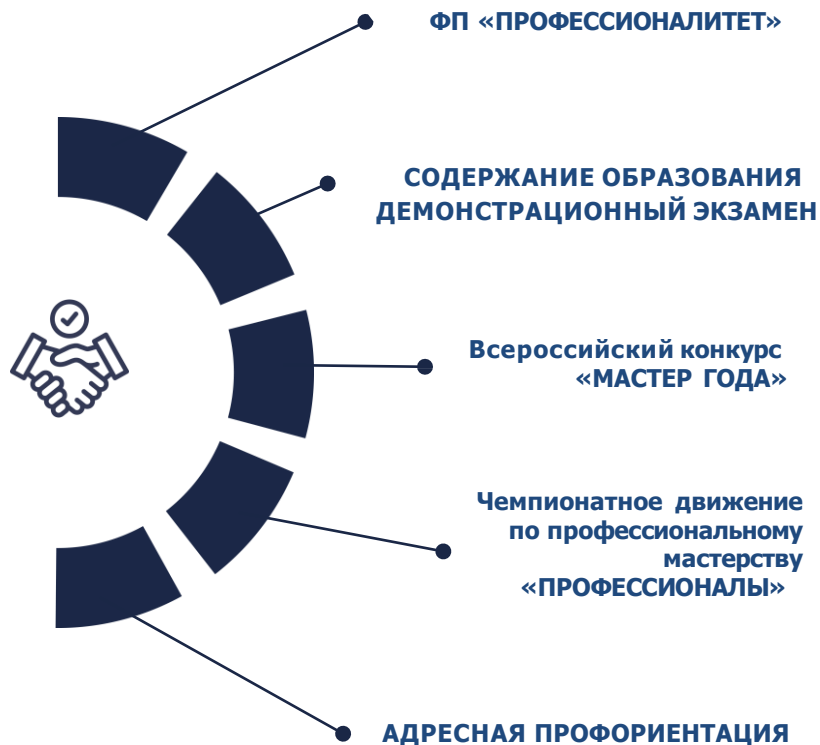 ФП «ПРОФЕССИОНАЛИТЕТ»
СОДЕРЖАНИЕ ОБРАЗОВАНИЯ
ДЕМОНСТРАЦИОННЫЙ ЭКЗАМЕН
Всероссийский конкурс
«МАСТЕР ГОДА»
Чемпионатное движение
по профессиональному
мастерству
«ПРОФЕССИОНАЛЫ»
АДРЕСНАЯ ПРОФОРИЕНТАЦИЯ